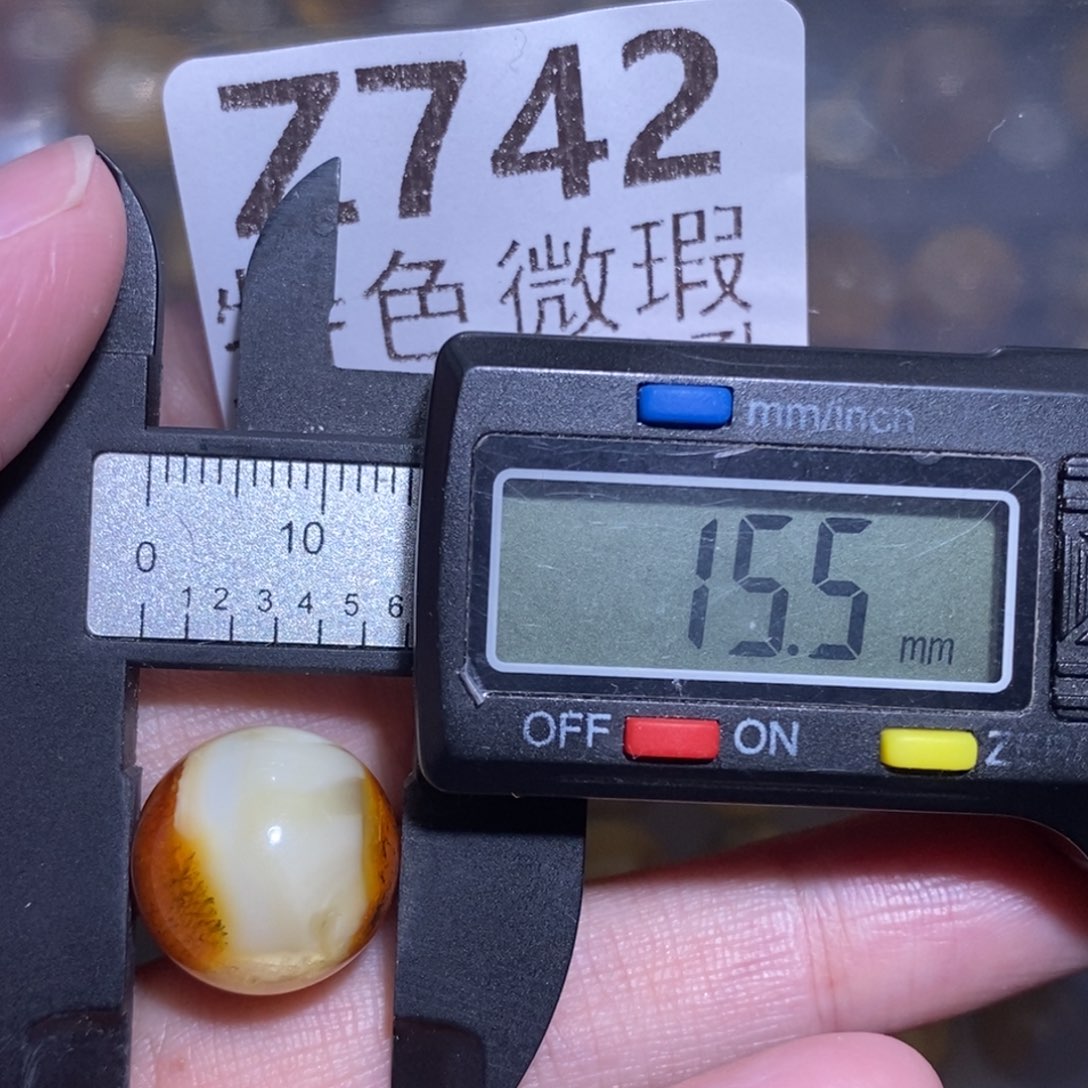 Z742
色微瑕
mm/inch
0 10
1 2 3 4 5 6
15.5 mm
OFF ON Z